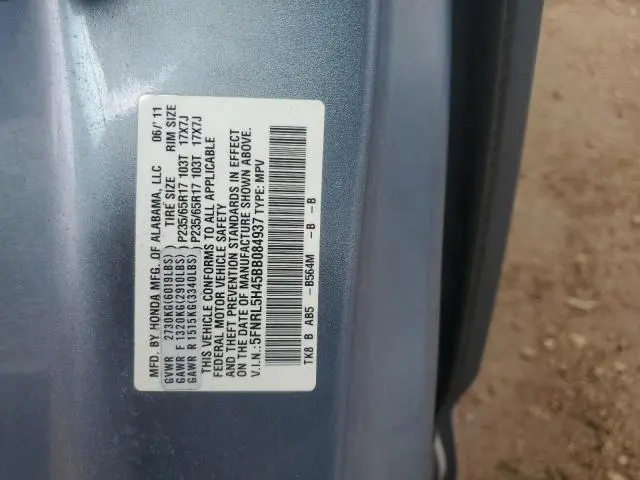 MFD. BY HONDA MFG. OF ALABAMA, LLC 06/'11
GVWR 2730KG(6019LBS) TIRE SIZE RIM SIZE
GAWR F 1320KG(2910LBS) P235/65R17 103T 17X7J
GAWR R 1515KG(3340LBS) P235/65R17 103T 17X7J
THIS VEHICLE CONFORMS TO ALL APPLICABLE
FEDERAL MOTOR VEHICLE SAFETY
AND THEFT PREVENTION STANDARDS IN EFFECT
ON THE DATE OF MANUFACTURE SHOWN ABOVE.
V.I.N.:5FNRL5H45BB084937 TYPE: MPV
TK8 B AB5 -B564M -B -B